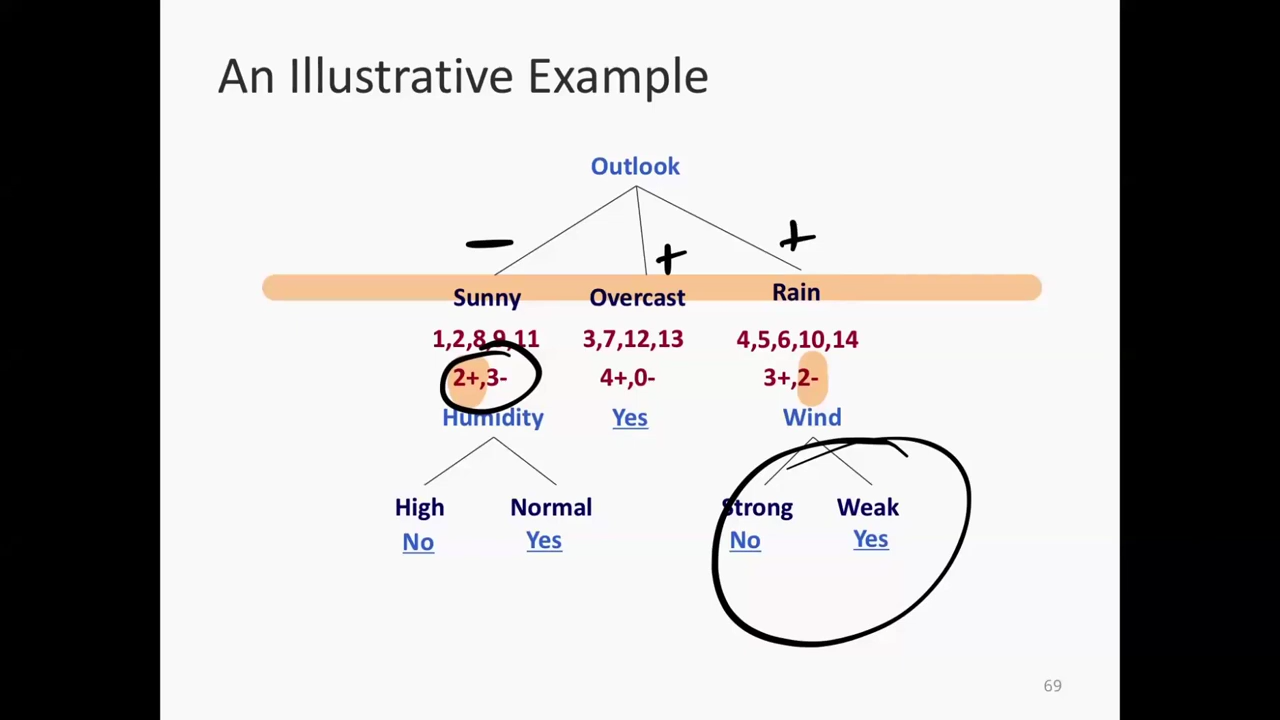 An Illustrative Example
Outlook
− + +
Sunny Overcast Rain
1,2,8,9,11 3,7,12,13 4,5,6,10,14
2+,3- 4+,0- 3+,2-
Humidity Yes Wind
High Normal Strong Weak
No Yes No Yes
69